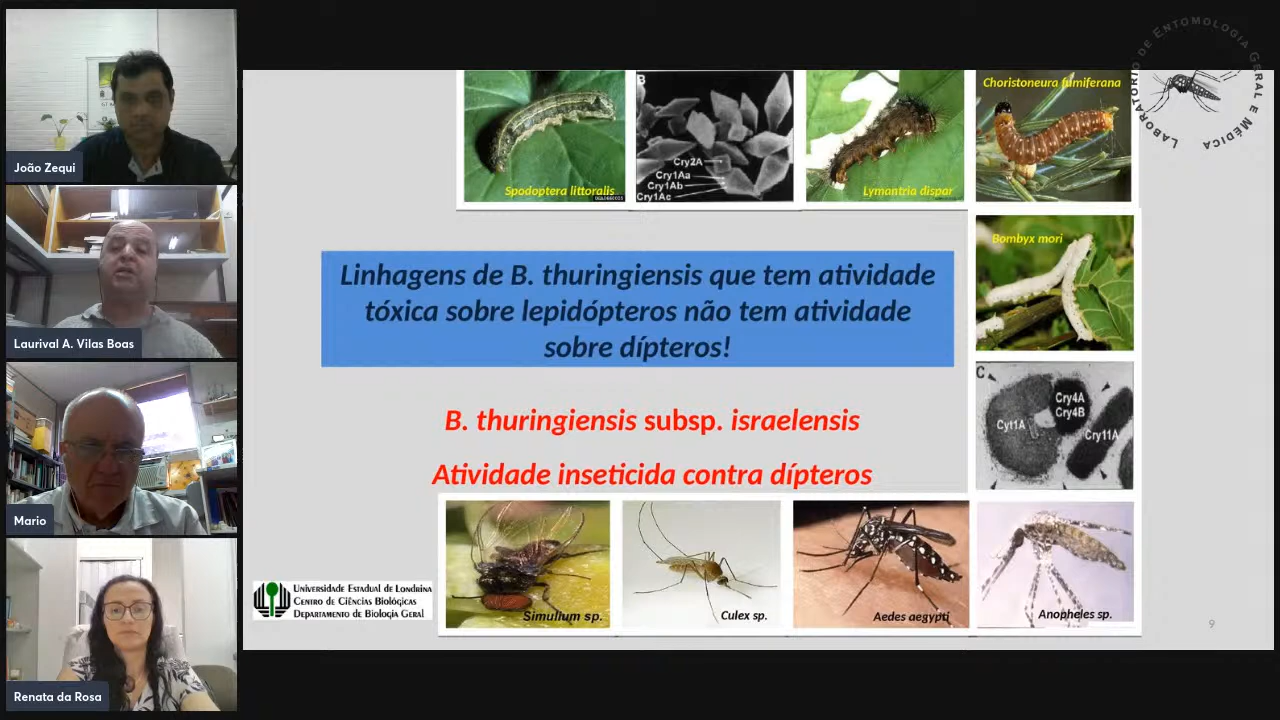 João Zequi
Laurival A. Vilas Boas
Mario
Renata da Rosa
Spodoptera littoralis
B
Cry2A
Cry1Aa
Cry1Ab
Cry1Ac
Lymantria dispar
Choristoneura fumiferana
LABORATÓRIO DE ENTOMOLOGIA GERAL E MÉDICA
Bombyx mori
Linhagens de B. thuringiensis que tem atividade
tóxica sobre lepidópteros não tem atividade
sobre dípteros!
C
Cyt1A
Cry4A
Cry4B
Cry11A
B. thuringiensis subsp. israelensis
Atividade inseticida contra dípteros
Universidade Estadual de Londrina
Centro de Ciências Biológicas
Departamento de Biologia Geral
Simulium sp.
Culex sp.
Aedes aegypti
Anopheles sp.
9